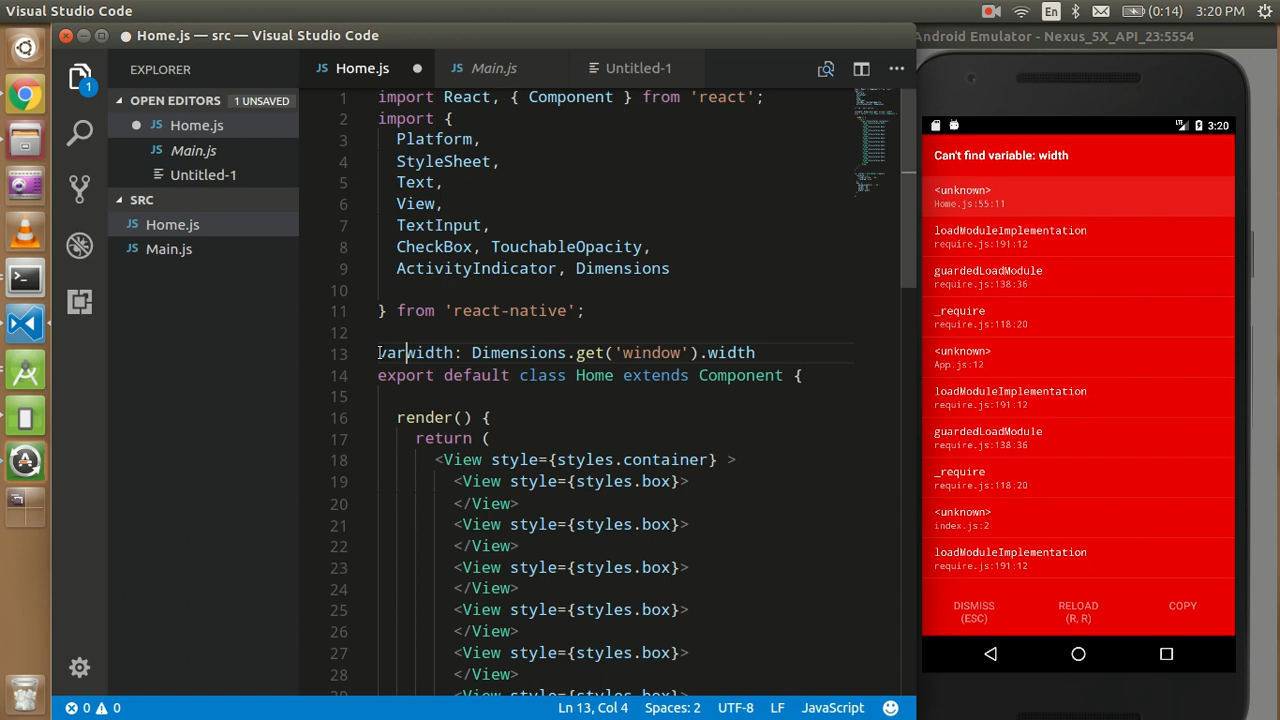 Visual Studio Code
En
(0:14)
3:20 PM
Home.js — src — Visual Studio Code
Android Emulator - Nexus_5X_API_23:5554
EXPLORER
OPEN EDITORS 1 UNSAVED
JS Home.js
JS Main.js
Untitled-1
SRC
JS Home.js
JS Main.js
1
JS Home.js
JS Main.js
Untitled-1
1 import React, { Component } from 'react';
2 import {
3 Platform,
4 StyleSheet,
5 Text,
6 View,
7 TextInput,
8 CheckBox, TouchableOpacity,
9 ActivityIndicator, Dimensions
10
11 } from 'react-native';
12
13 varwidth: Dimensions.get('window').width
14 export default class Home extends Component {
15
16 render() {
17 return (
18 <View style={styles.container} >
19 <View style={styles.box}>
20 </View>
21 <View style={styles.box}>
22 </View>
23 <View style={styles.box}>
24 </View>
25 <View style={styles.box}>
26 </View>
27 <View style={styles.box}>
28 </View>
29 <View style={styles.box}>
0 0
Ln 13, Col 4
Spaces: 2
UTF-8
LF
JavaScript
LTE
3:20
Can't find variable: width
<unknown>
Home.js:55:11
loadModuleImplementation
require.js:191:12
guardedLoadModule
require.js:138:36
_require
require.js:118:20
<unknown>
App.js:12
loadModuleImplementation
require.js:191:12
guardedLoadModule
require.js:138:36
_require
require.js:118:20
<unknown>
index.js:2
loadModuleImplementation
require.js:191:12
DISMISS
(ESC)
RELOAD
(R, R)
COPY